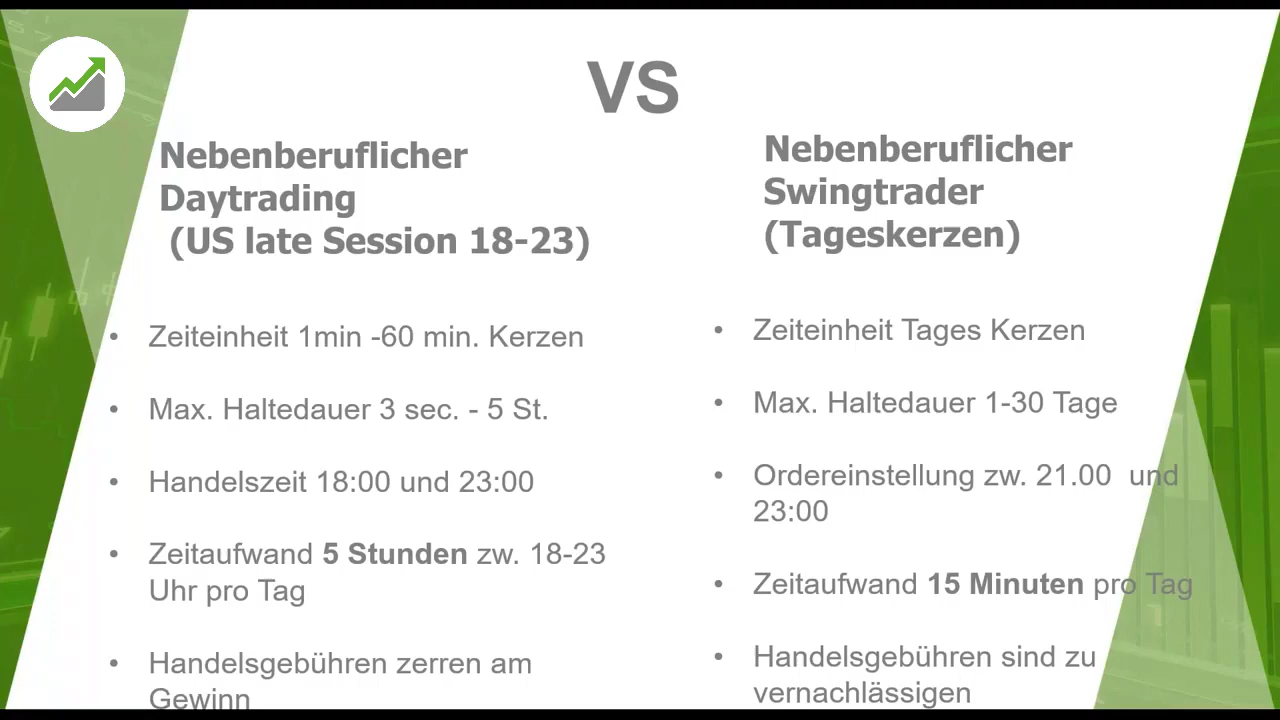 VS
Nebenberuflicher
Daytrading
(US late Session 18-23)
• Zeiteinheit 1min -60 min. Kerzen
• Max. Haltedauer 3 sec. - 5 St.
• Handelszeit 18:00 und 23:00
• Zeitaufwand 5 Stunden zw. 18-23
Uhr pro Tag
• Handelsgebühren zerren am
Gewinn
Nebenberuflicher
Swingtrader
(Tageskerzen)
• Zeiteinheit Tages Kerzen
• Max. Haltedauer 1-30 Tage
• Ordereinstellung zw. 21.00 und
23:00
• Zeitaufwand 15 Minuten pro Tag
• Handelsgebühren sind zu
vernachlässigen